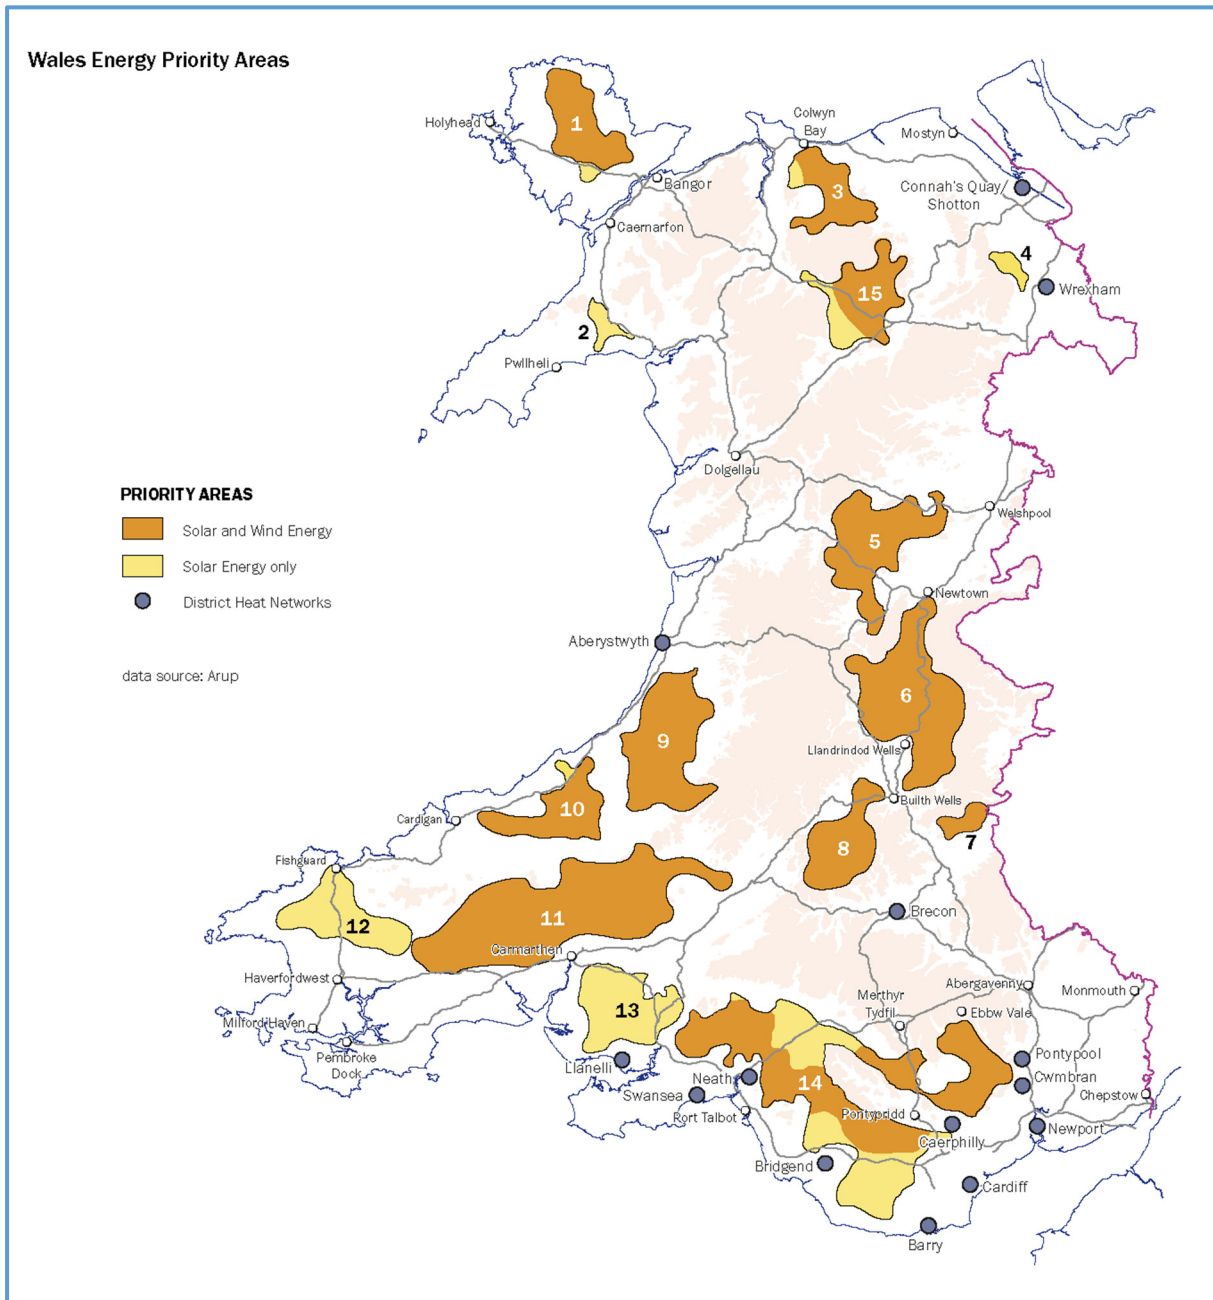 Wales Energy Priority Areas
Colwyn
Bay
Holyhead
1
Mostyn
Bangor
3
Connah's Quay/
Shotton
Caernarfon
4
15
Wrexham
2
Pwllheli
Dolgellau
PRIORITY AREAS
Solar and Wind Energy
Solar Energy only
District Heat Networks
data source: Arup
Welshpool
5
Newtown
Aberystwyth
6
9
Llandrindod Wells
10
Builth Wells
Cardigan
7
8
Fishguard
11
12
Brecon
Carmarthen
Haverfordwest
Abergavenny
Monmouth
Merthyr
Tydfil
13
Ebbw Vale
Milford Haven
Pembroke
Dock
Llanelli
Pontypool
Neath
14
Cwmbran
Swansea
Chepstow
Port Talbot
Pontypridd
Caerphilly
Newport
Bridgend
Cardiff
Barry